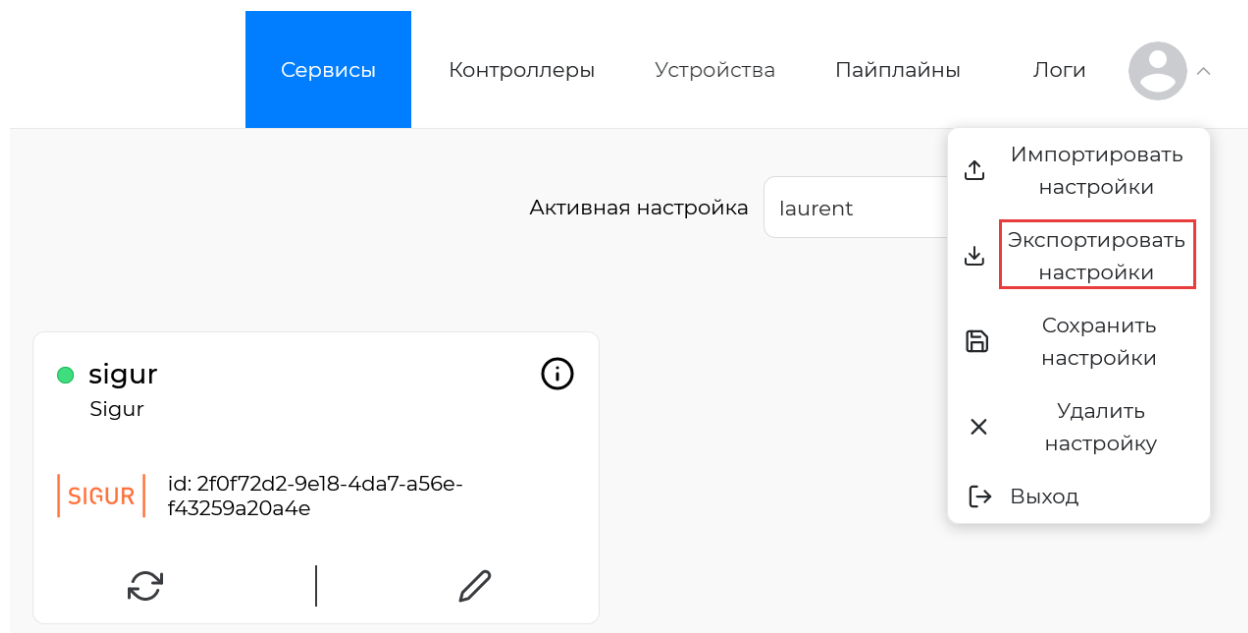 Сервисы Контроллеры Устройства Пайплайны Логи
Импортировать
настройки
Активная настройка laurent
Экспортировать
настройки
Сохранить
настройки
Удалить
настройку
Выход
sigur
Sigur
SIGUR
id: 2f0f72d2-9e18-4da7-a56e-
f43259a20a4e